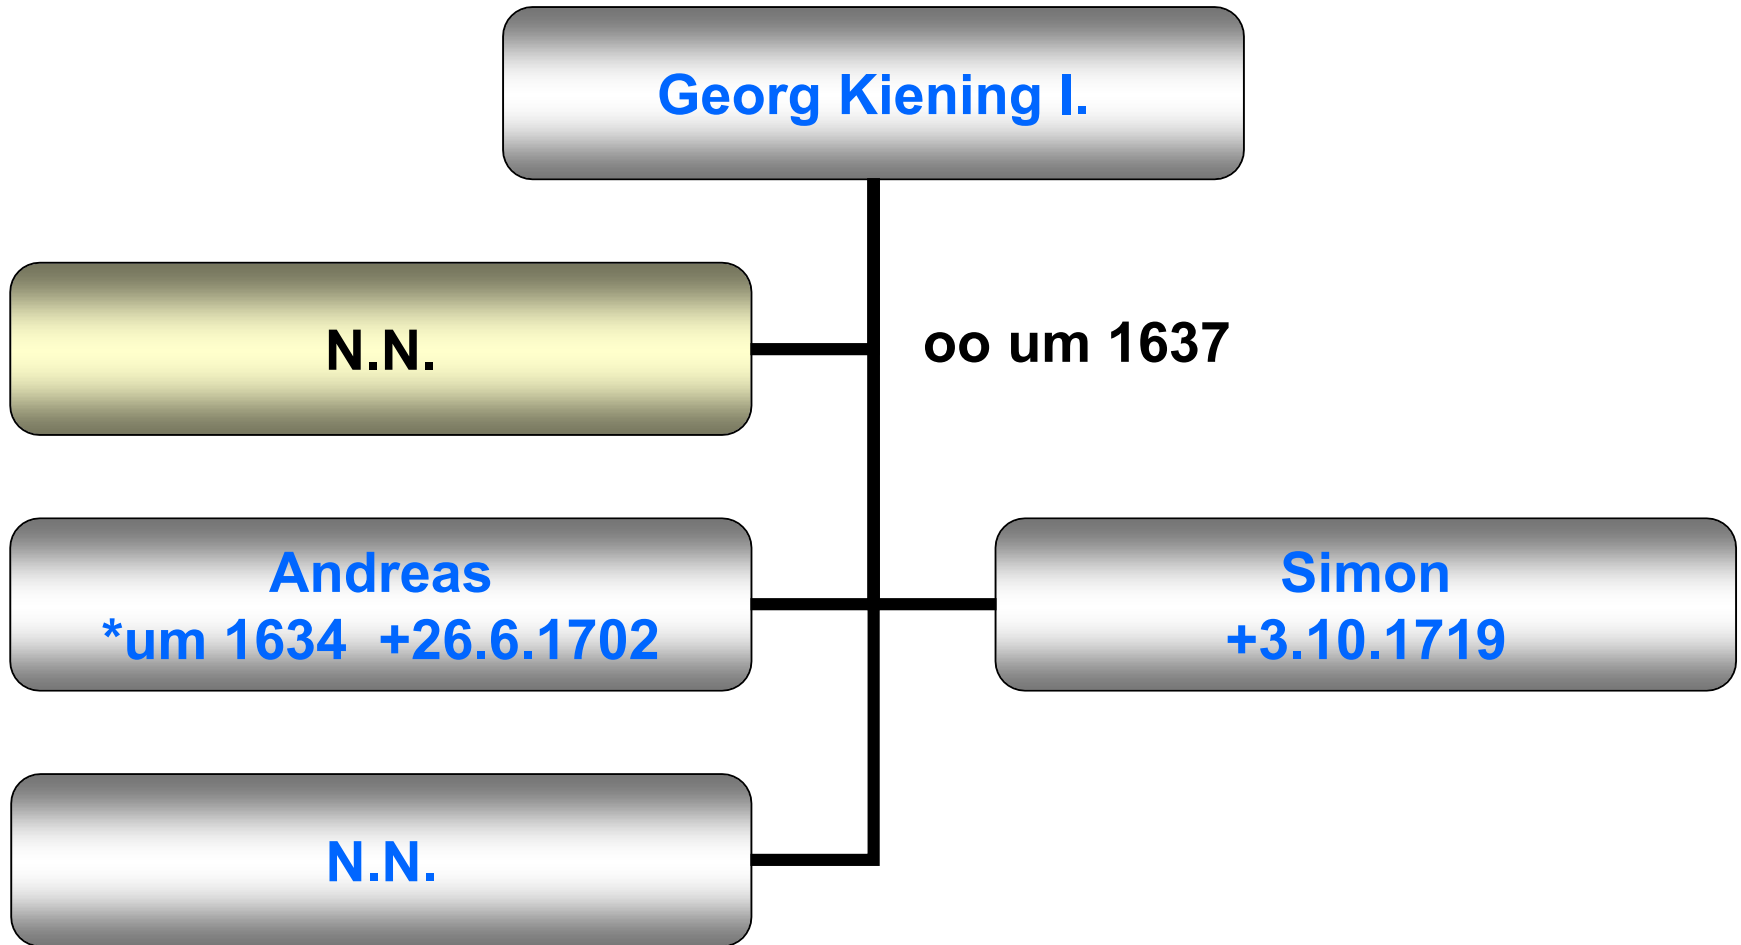 Georg Kiening I.
N.N.
oo um 1637
Andreas
*um 1634  +26.6.1702
Simon
+3.10.1719
N.N.